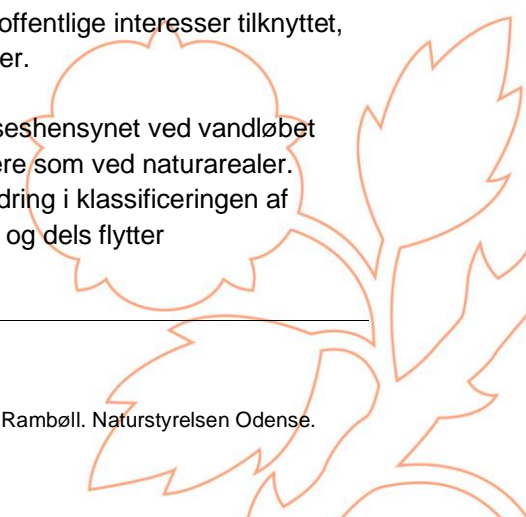 offentlige interesser tilknyttet,
er.
seshensynet ved vandløbet
ere som ved naturarealer.
dring i klassificeringen af
og dels flytter
Rambøll. Naturstyrelsen Odense.